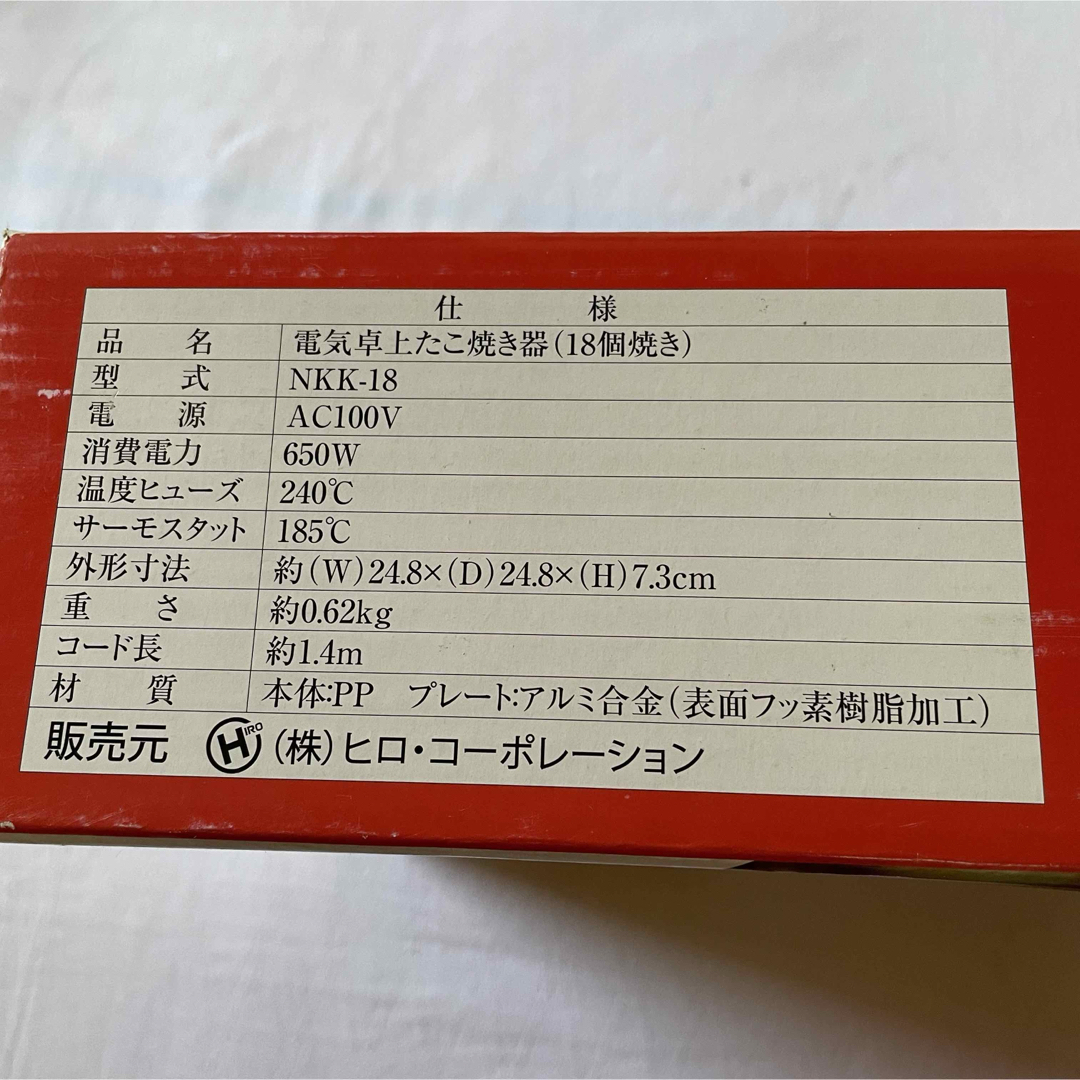 仕 様
品 名 電気卓上たこ焼き器(18個焼き)
型 式 NKK-18
電 源 AC100V
消費電力 650W
温度ヒューズ 240℃
サーモスタット 185℃
外形寸法 約(W)24.8×(D)24.8×(H)7.3cm
重 さ 約0.62kg
コード長 約1.4m
材 質 本体:PP プレート:アルミ合金(表面フッ素樹脂加工)
販売元 H IRO (株)ヒロ・コーポレーション